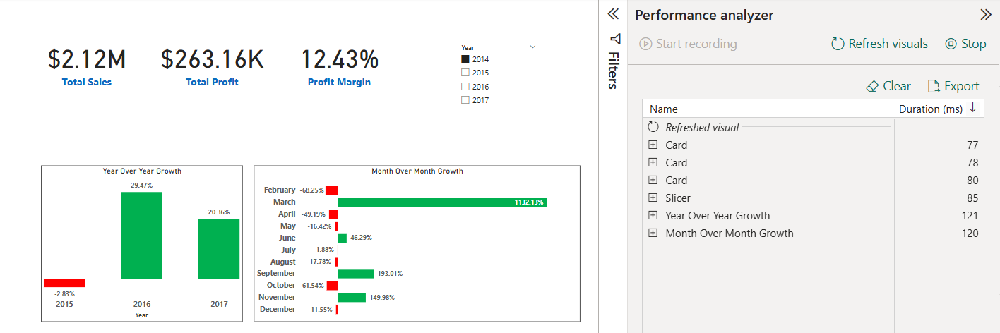 $2.12M
Total Sales
$263.16K
Total Profit
12.43%
Profit Margin
Year
2014
2015
2016
2017
Year Over Year Growth
29.47%
20.36%
-2.83%
2015
2016
2017
Year
Month Over Month Growth
February -68.25%
March 1132.13%
April -49.19%
May -16.42%
June 46.29%
July -1.88%
August -17.78%
September 193.01%
October -61.54%
November 149.98%
December -11.55%
Filters
Performance analyzer
Start recording
Refresh visuals
Stop
Clear
Export
Name Duration (ms)
Refreshed visual -
Card 77
Card 78
Card 80
Slicer 85
Year Over Year Growth 121
Month Over Month Growth 120